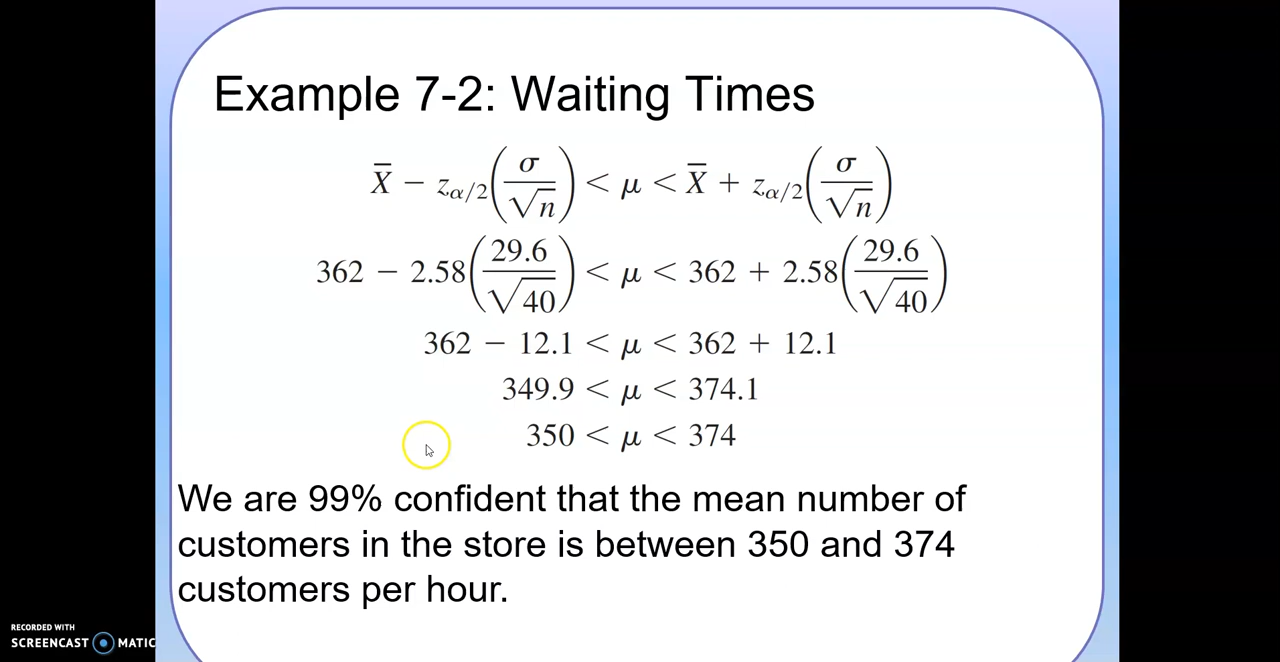 Example 7-2: Waiting Times
X̄ − z_{α/2}(σ/√n) < μ < X̄ + z_{α/2}(σ/√n)
362 − 2.58(29.6/√40) < μ < 362 + 2.58(29.6/√40)
362 − 12.1 < μ < 362 + 12.1
349.9 < μ < 374.1
350 < μ < 374
We are 99% confident that the mean number of
customers in the store is between 350 and 374
customers per hour.
RECORDED WITH
SCREENCAST MATIC